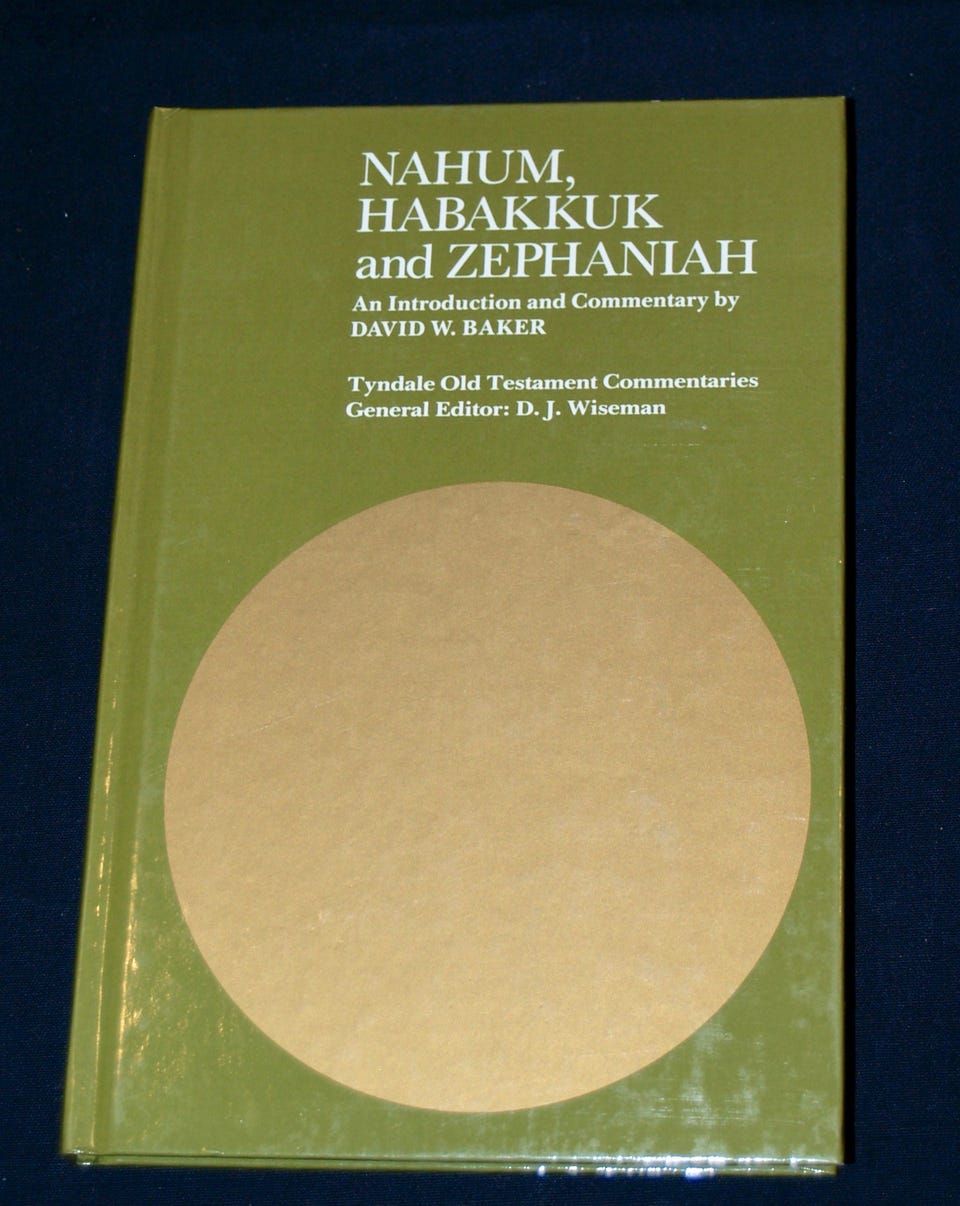 NAHUM,
HABAKKUK
and ZEPHANIAH
An Introduction and Commentary by
DAVID W. BAKER
Tyndale Old Testament Commentaries
General Editor: D. J. Wiseman